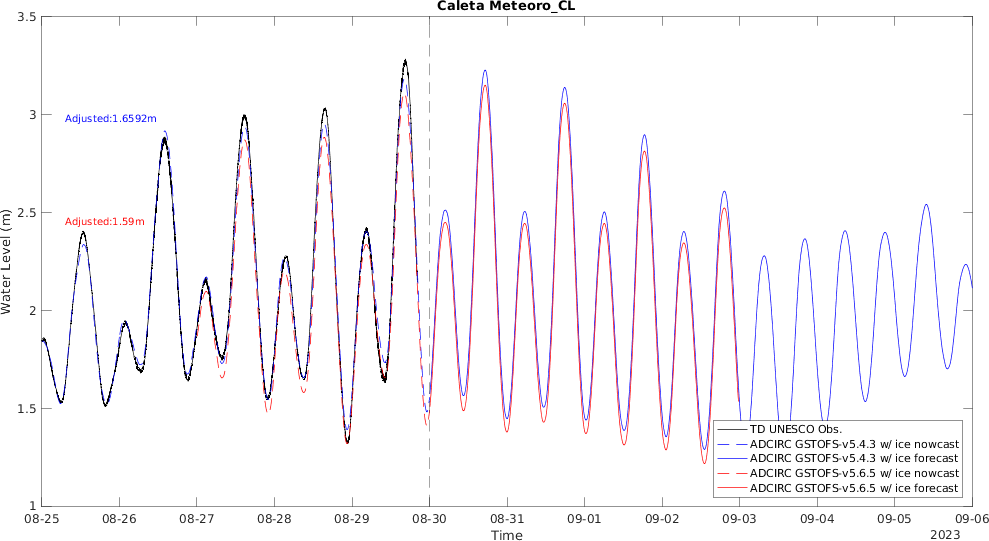 Caleta Meteoro_CL
3.5
3
2.5
2
1.5
1
Water Level (m)
Adjusted:1.6592m
Adjusted:1.59m
TD UNESCO Obs.
ADCIRC GSTOFS-v5.4.3 w/ ice nowcast
ADCIRC GSTOFS-v5.4.3 w/ ice forecast
ADCIRC GSTOFS-v5.6.5 w/ ice nowcast
ADCIRC GSTOFS-v5.6.5 w/ ice forecast
08-25 08-26 08-27 08-28 08-29 08-30 08-31 09-01 09-02 09-03 09-04 09-05 09-06
Time
2023